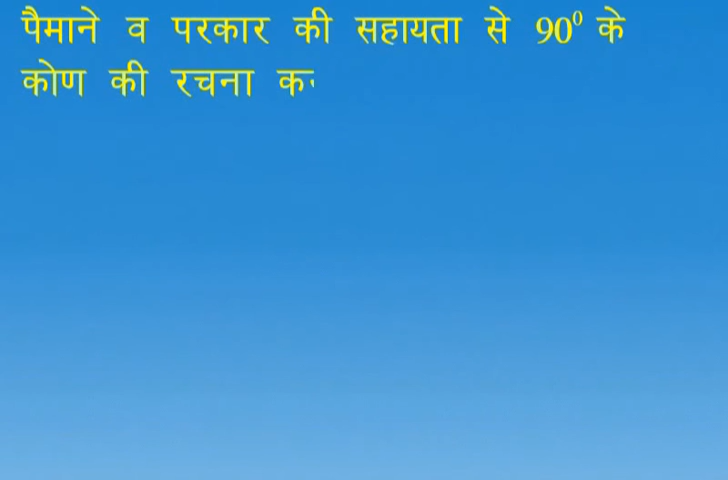 पैमाने व परकार की सहायता से 90⁰ के
कोण की रचना